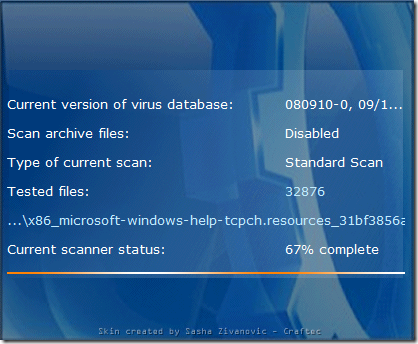 Current version of virus database: 080910-0, 09/1...
Scan archive files: Disabled
Type of current scan: Standard Scan
Tested files: 32876
...\x86_microsoft-windows-help-tcpch.resources_31bf3856a
Current scanner status: 67% complete
Skin created by Sasha Zivanovic - Craftec